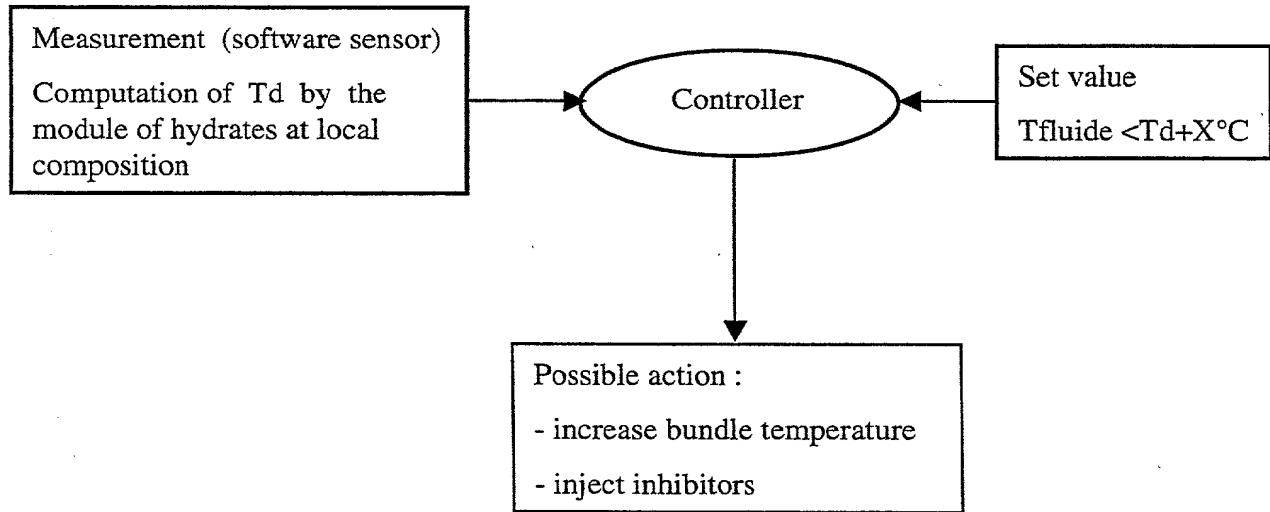 Measurement (software sensor)
Computation of Td by the
module of hydrates at local
composition
Controller
Set value
Tfluide <Td+X°C
Possible action :
- increase bundle temperature
- inject inhibitors